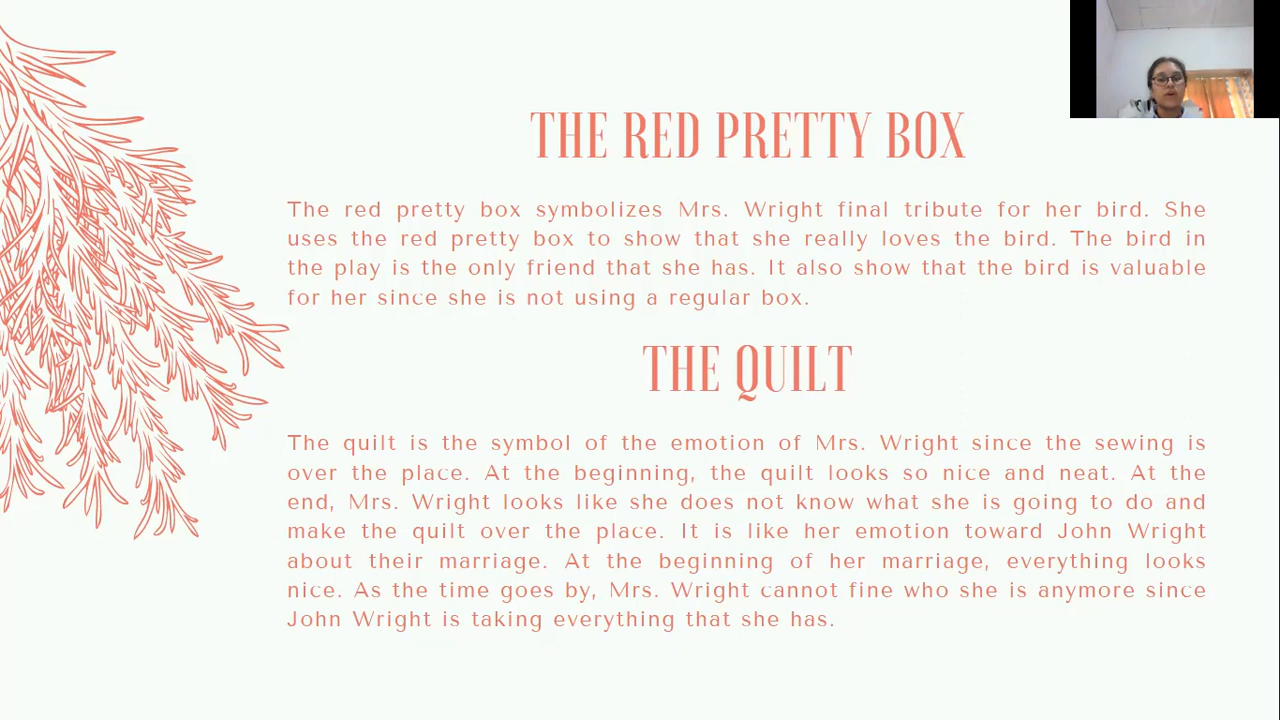 THE RED PRETTY BOX
The red pretty box symbolizes Mrs. Wright final tribute for her bird. She
uses the red pretty box to show that she really loves the bird. The bird in
the play is the only friend that she has. It also show that the bird is valuable
for her since she is not using a regular box.
THE QUILT
The quilt is the symbol of the emotion of Mrs. Wright since the sewing is
over the place. At the beginning, the quilt looks so nice and neat. At the
end, Mrs. Wright looks like she does not know what she is going to do and
make the quilt over the place. It is like her emotion toward John Wright
about their marriage. At the beginning of her marriage, everything looks
nice. As the time goes by, Mrs. Wright cannot fine who she is anymore since
John Wright is taking everything that she has.